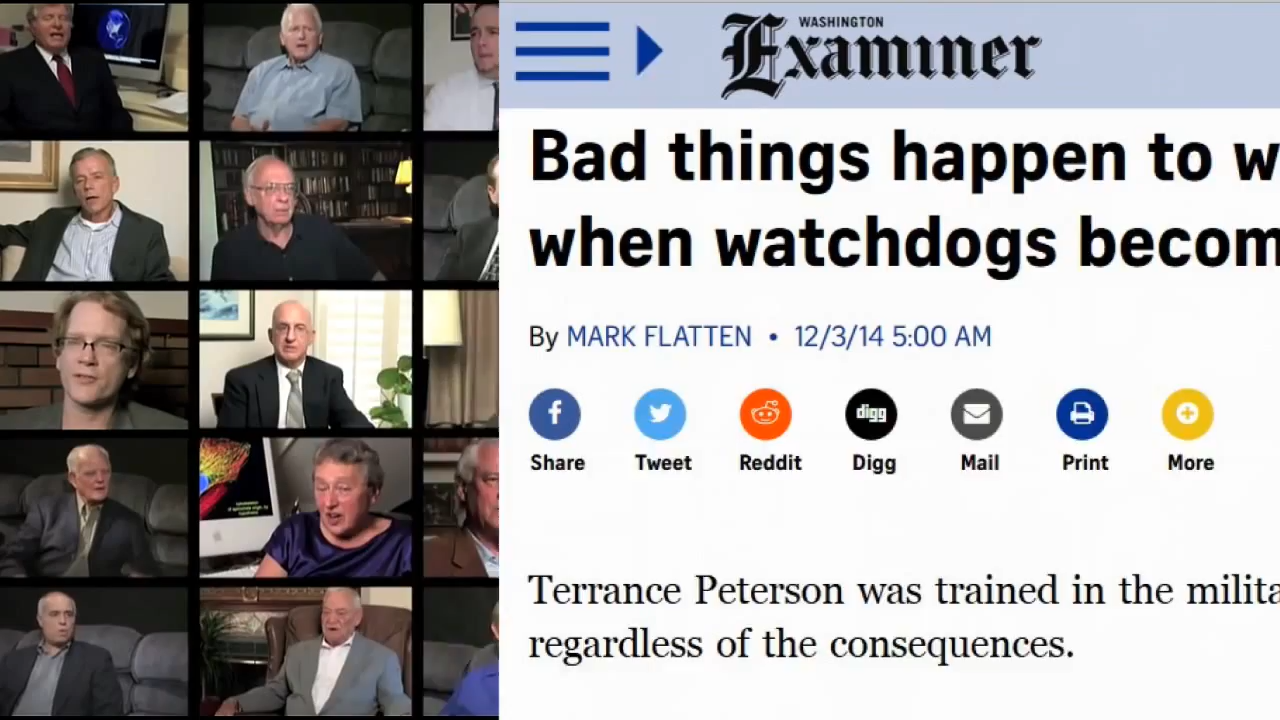 WASHINGTON
Examiner
Bad things happen to w
when watchdogs becom
By MARK FLATTEN • 12/3/14 5:00 AM
Share Tweet Reddit Digg Mail Print More
digg
Terrance Peterson was trained in the milita
regardless of the consequences.